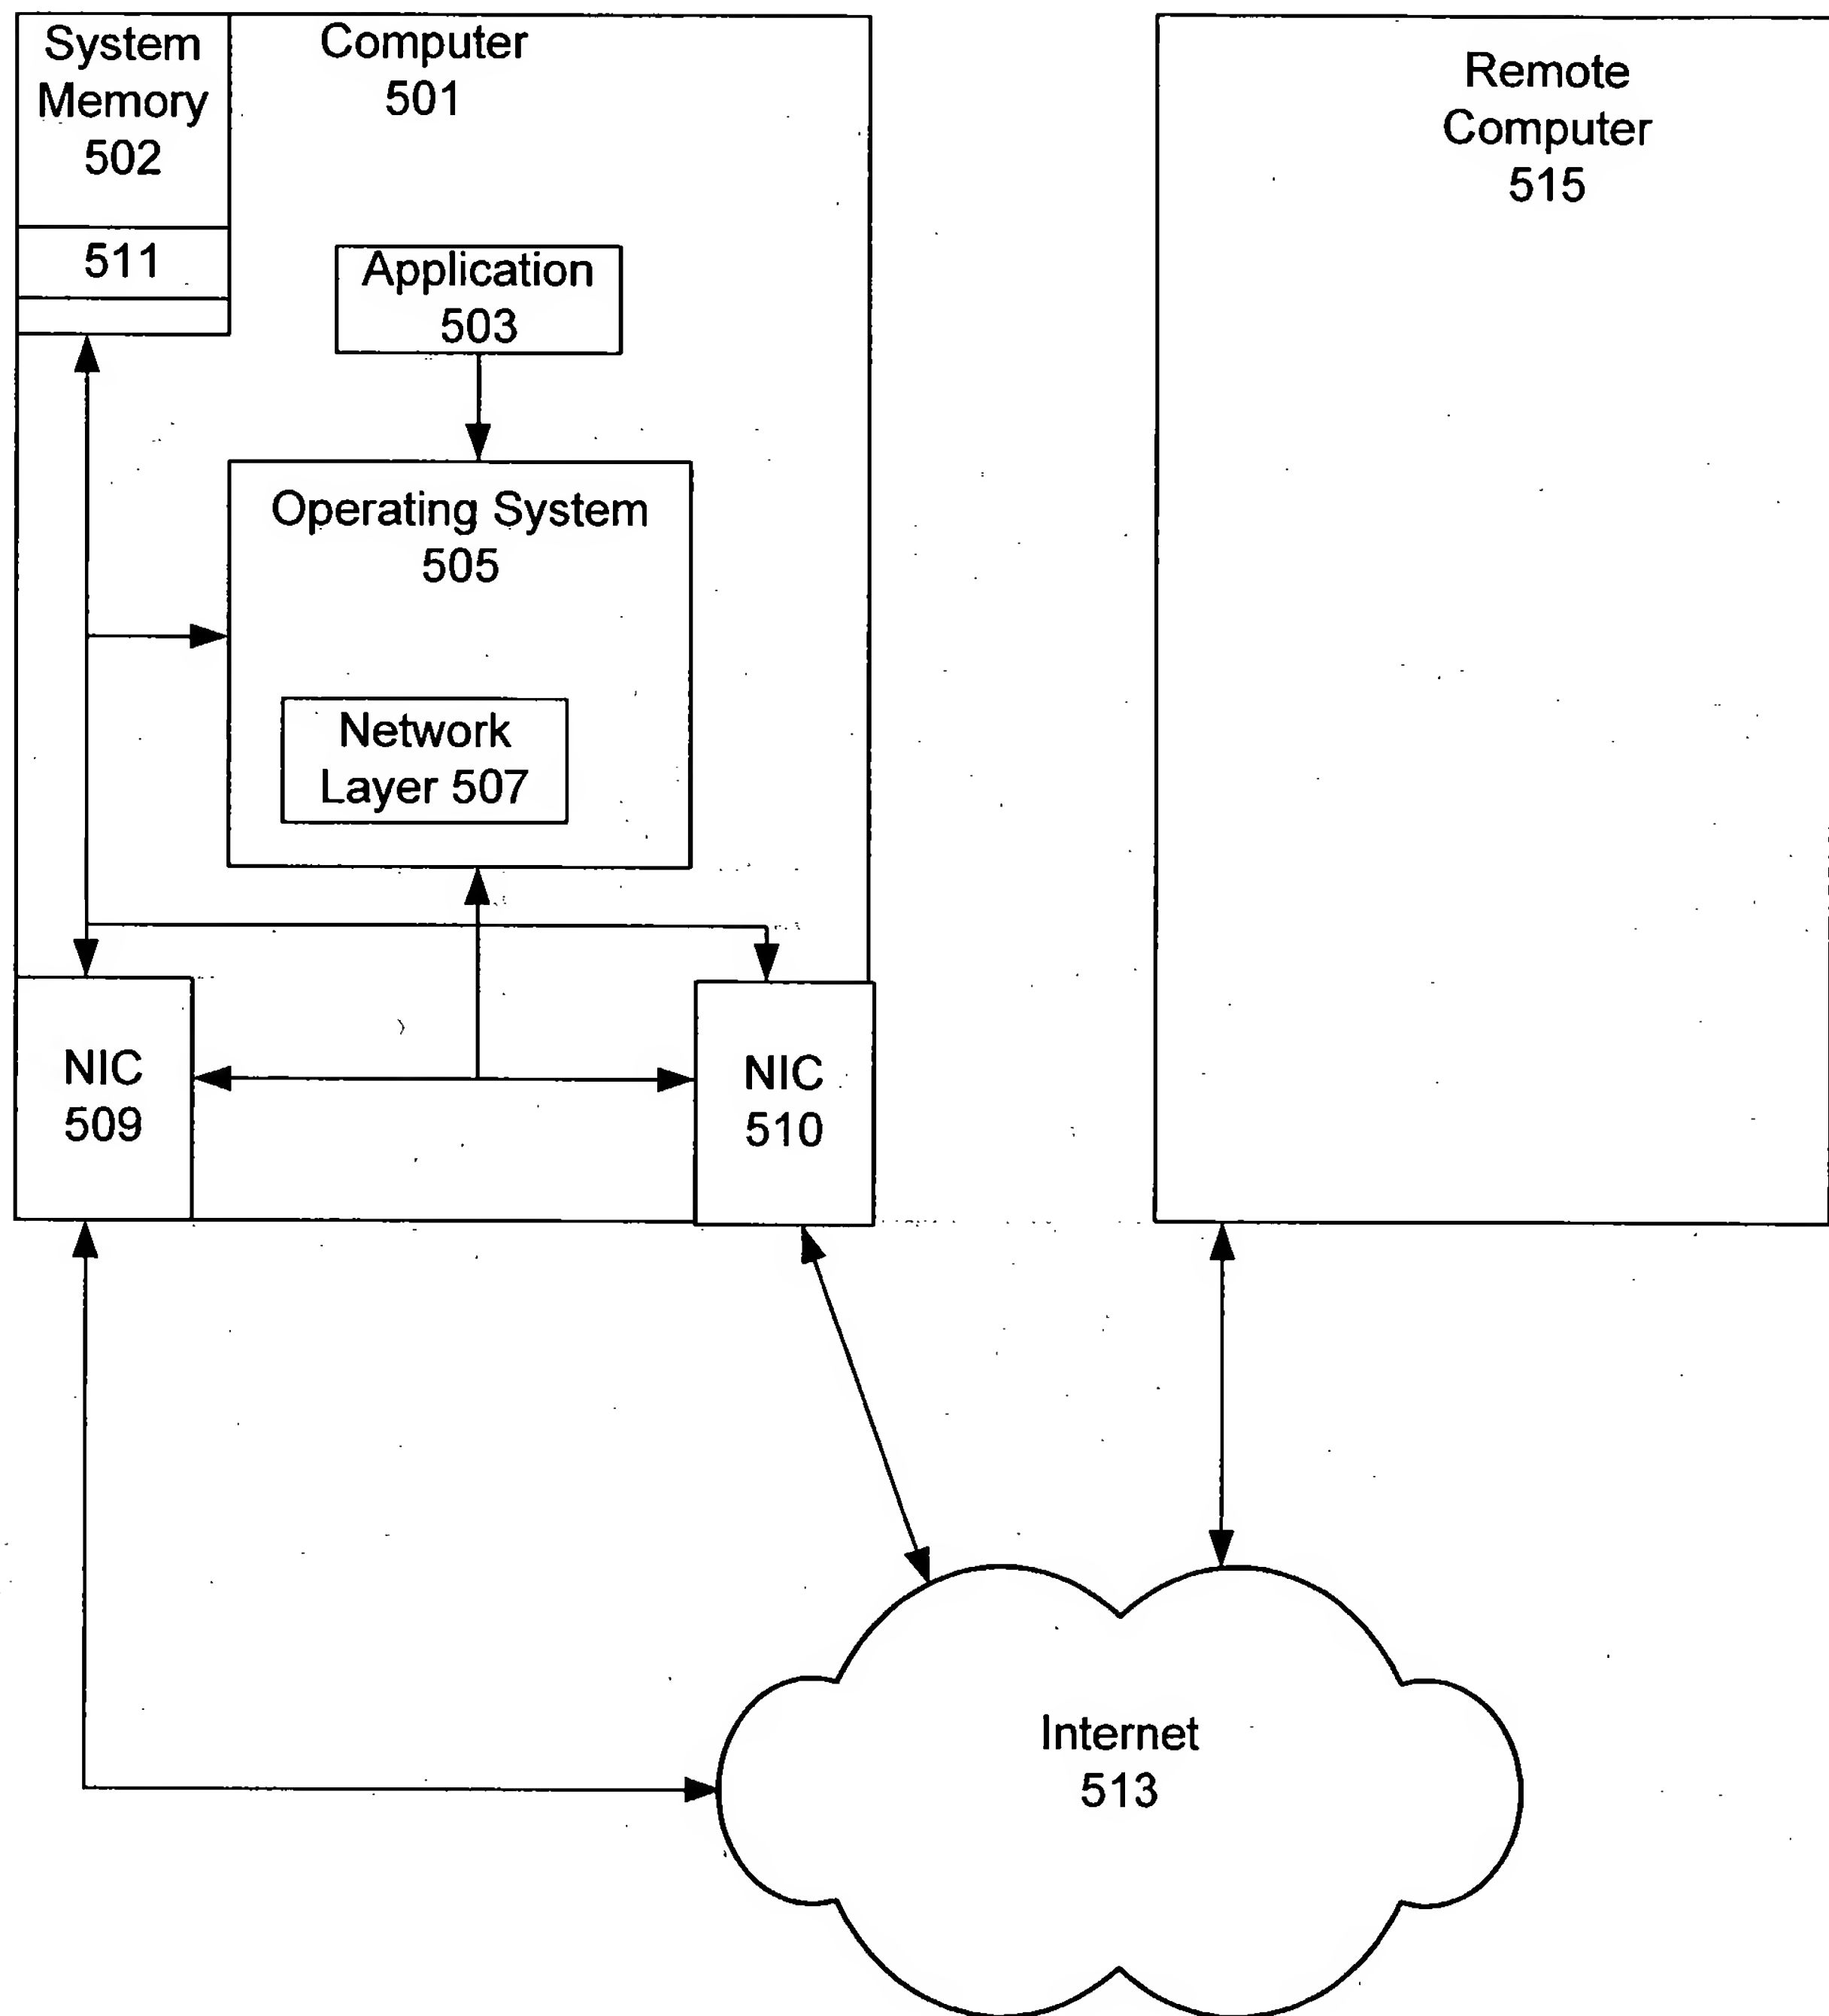 System
Memory
502
Computer
501
Remote
Computer
515
511
Application
503
Operating System
505
Network
Layer 507
NIC
509
NIC
510
Internet
513